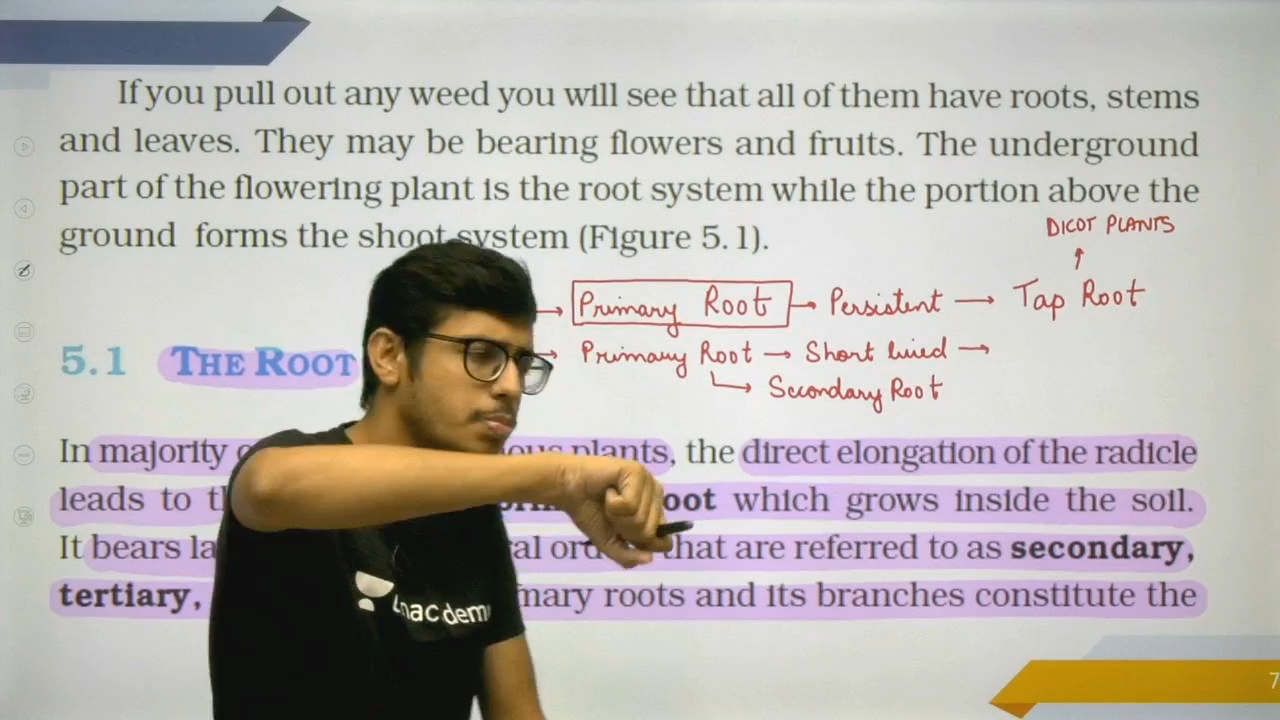 If you pull out any weed you will see that all of them have roots, stems
and leaves. They may be bearing flowers and fruits. The underground
part of the flowering plant is the root system while the portion above the
ground forms the shoot system (Figure 5.1).
DICOT PLANTS
↑
→ Primary Root → Persistent → Tap Root
→ Primary Root → Short lived →
→ Secondary Root
5.1 THE ROOT
In majority plants, the direct elongation of the radicle
leads to root which grows inside the soil.
It bears that are referred to as secondary,
tertiary, roots and its branches constitute the
unacademy
7